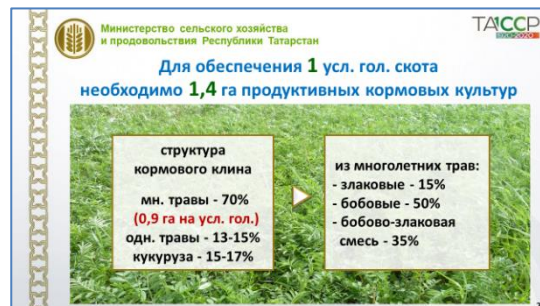 Министерство сельского хозяйства
и продовольствия Республики Татарстан
ТАССР
1920-2020
Для обеспечения 1 усл. гол. скота
необходимо 1,4 га продуктивных кормовых культур
структура
кормового клина
мн. травы - 70%
(0,9 га на усл. гол.)
одн. травы - 13-15%
кукуруза - 15-17%
из многолетних трав:
- злаковые - 15%
- бобовые - 50%
- бобово-злаковая
смесь - 35%